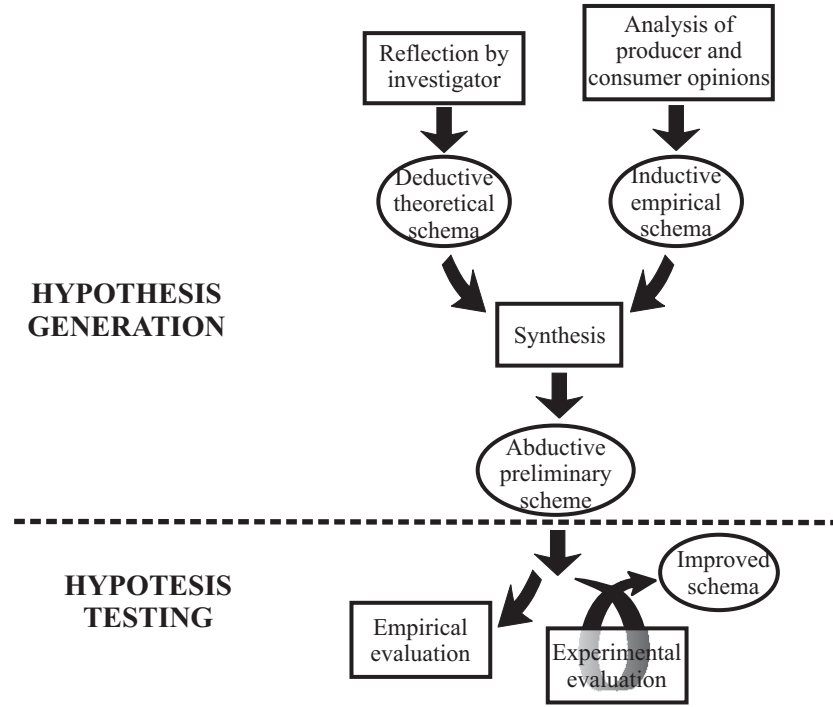 Reflection by
investigator
Analysis of
producer and
consumer opinions
Deductive
theoretical
schema
Inductive
empirical
schema
HYPOTHESIS
GENERATION
Synthesis
Abductive
preliminary
scheme
HYPOTESIS
TESTING
Improved
schema
Empirical
evaluation
Experimental
evaluation